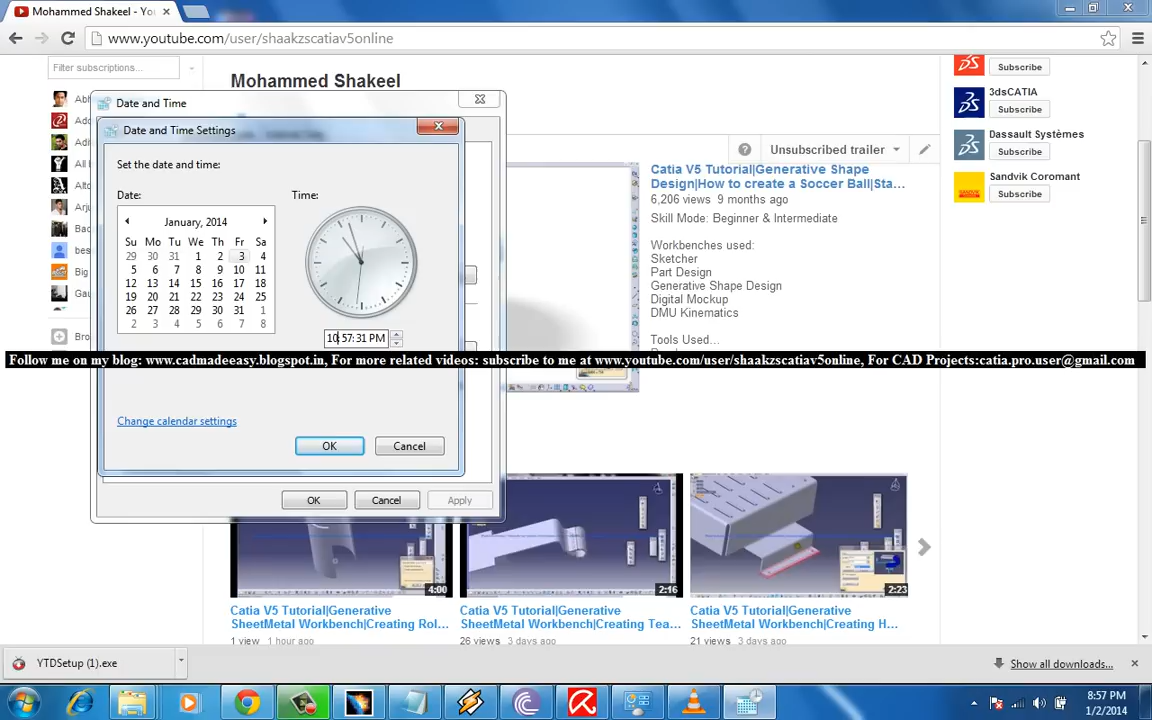 Mohammed Shakeel - Yo
www.youtube.com/user/shaakzscatiav5online
Filter subscriptions...
Mohammed Shakeel
Subscribe
3dsCATIA
Subscribe
Dassault Systèmes
Subscribe
Sandvik Coromant
Subscribe
Unsubscribed trailer
Catia V5 Tutorial|Generative Shape
Design|How to create a Soccer Ball|Sta...
6,206 views 9 months ago
Skill Mode: Beginner & Intermediate
Workbenches used:
Sketcher
Part Design
Generative Shape Design
Digital Mockup
DMU Kinematics
Tools Used...
Date and Time
Date and Time Settings
Set the date and time:
Date:
Time:
January, 2014
Su Mo Tu We Th Fr Sa
29 30 31 1 2 3 4
5 6 7 8 9 10 11
12 13 14 15 16 17 18
19 20 21 22 23 24 25
26 27 28 29 30 31 1
2 3 4 5 6 7 8
10:57:31 PM
Follow me on my blog: www.cadmadeeasy.blogspot.in, For more related videos: subscribe to me at www.youtube.com/user/shaakzscatiav5online, For CAD Projects:catia.pro.user@gmail.com
Change calendar settings
OK
Cancel
OK
Cancel
Apply
Adi
All
Arj
bes
Big
Gau
Bro
4:00
2:16
2:23
Catia V5 Tutorial|Generative
SheetMetal Workbench|Creating Rol...
1 view 1 hour ago
Catia V5 Tutorial|Generative
SheetMetal Workbench|Creating Tea...
26 views 3 days ago
Catia V5 Tutorial|Generative
SheetMetal Workbench|Creating H...
21 views 3 days ago
YTDSetup (1).exe
Show all downloads...
8:57 PM
1/2/2014